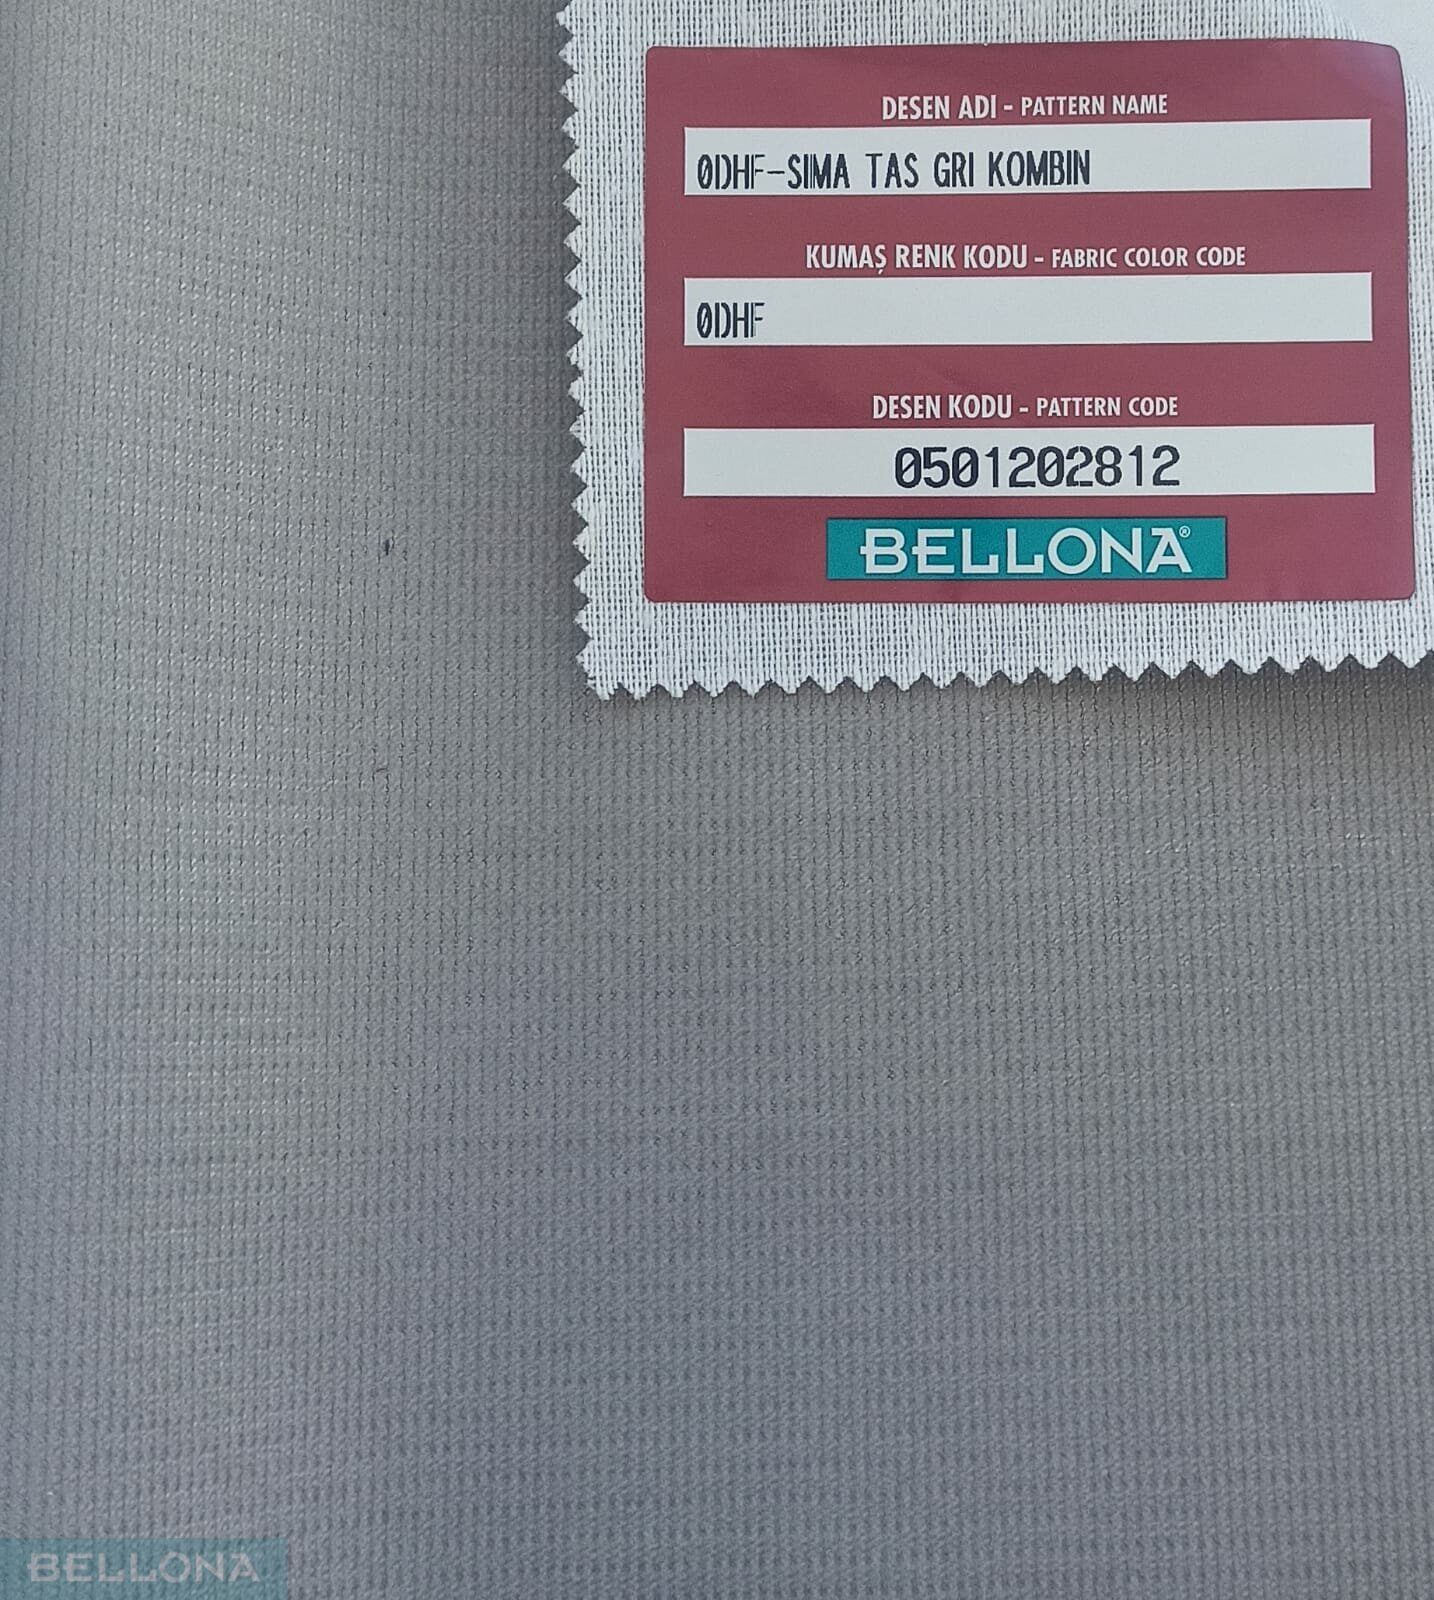 DESEN ADI - PATTERN NAME
0DHF-SIMA TAS GRI KOMBIN
KUMAŞ RENK KODU - FABRIC COLOR CODE
0DHF
DESEN KODU - PATTERN CODE
0501202812
BELLONA®
BELLONA